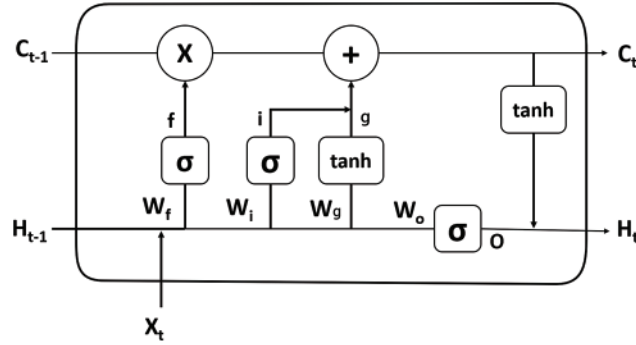 C_{t-1} X + C_t
f i g tanh
σ σ tanh
W_f W_i W_g W_o
H_{t-1} σ O H_t
X_t